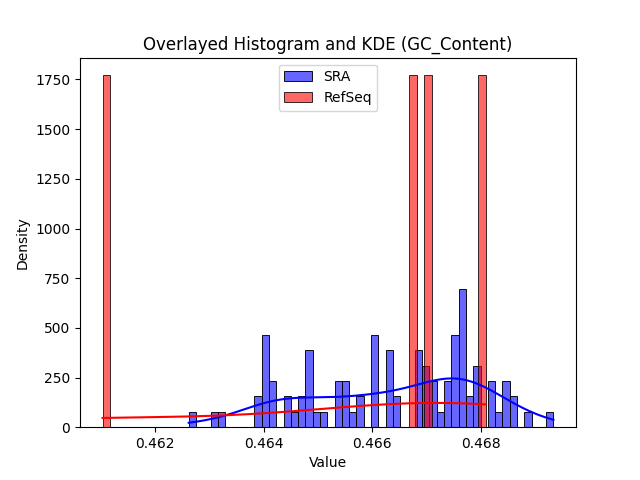 Overlayed Histogram and KDE (GC_Content)
SRA
RefSeq
1750
1500
1250
1000
750
500
250
0
Density
0.462 0.464 0.466 0.468
Value